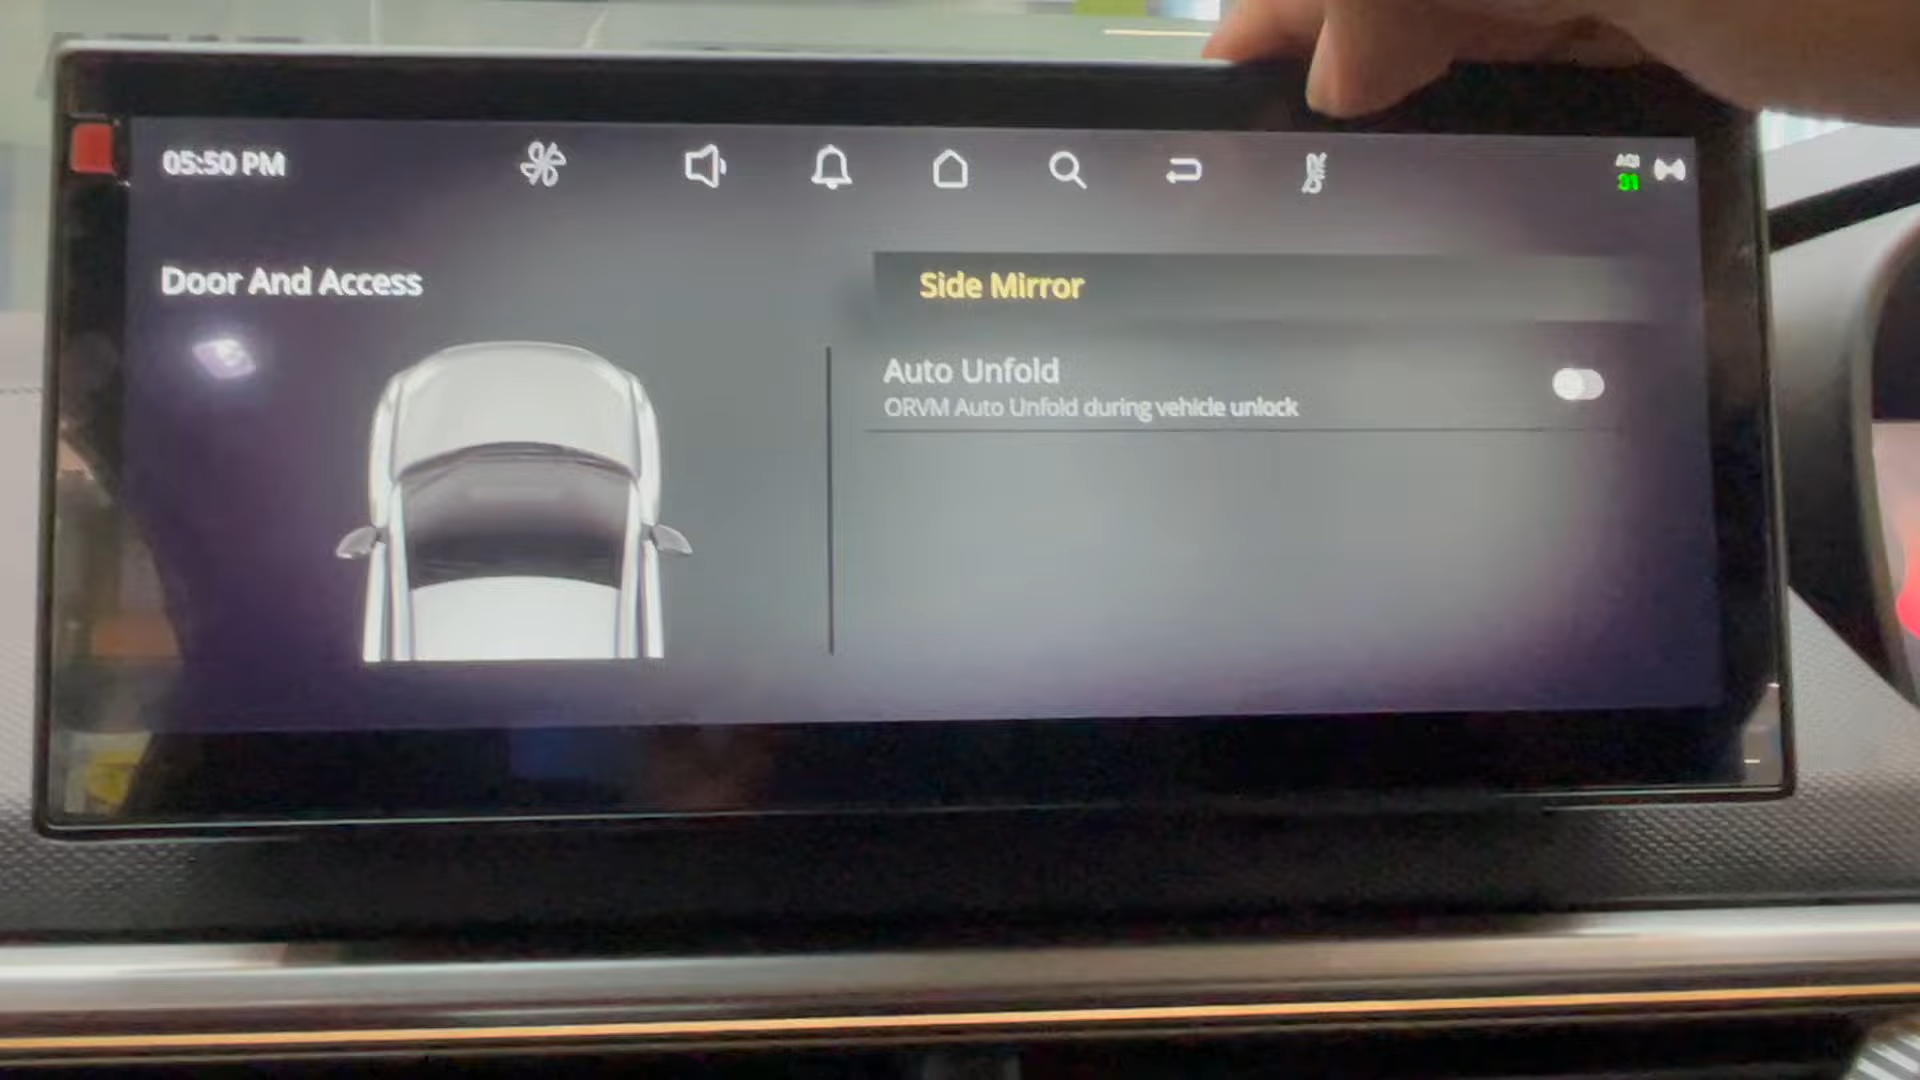 05:50 PM
AQI
31
Door And Access
Side Mirror
Auto Unfold
ORVM Auto Unfold during vehicle unlock